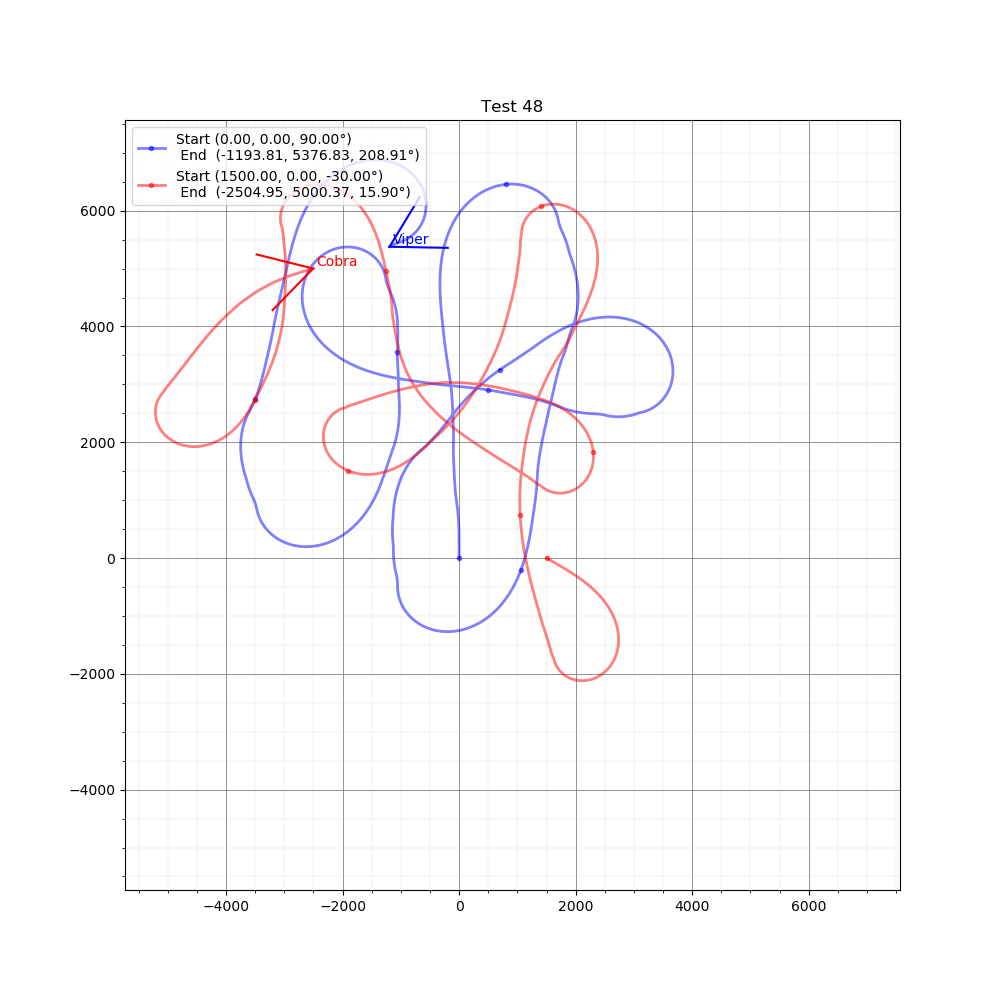 Test 48
Start (0.00, 0.00, 90.00°)
End (-1193.81, 5376.83, 208.91°)
Start (1500.00, 0.00, -30.00°)
End (-2504.95, 5000.37, 15.90°)
6000
Viper
Cobra
4000
2000
0
−2000
−4000
−4000 −2000 0 2000 4000 6000